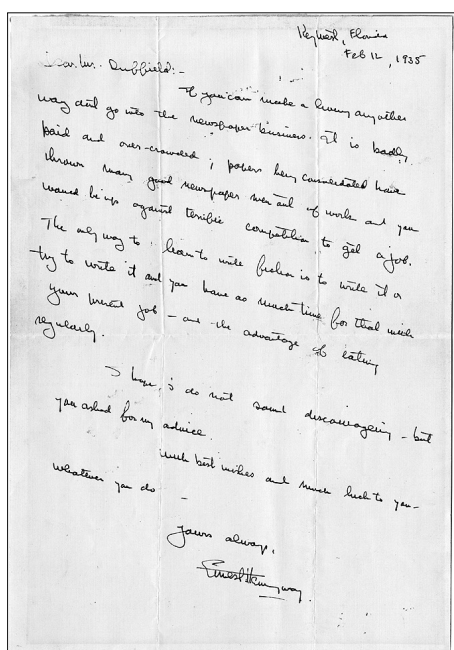 Key West, Florida
Feb 12, 1935
Dear Mr. Duffield:-
If you can make a living any other
way dont go into the newspaper business. It is badly
paid and over-crowded; papers being consolidated have
thrown many good newspaper men out of work and you
would be up against terrific competition to get a job.
The only way to learn to write fiction is to write it or
try to write it and you have as much time for that with
your present job - and the advantage of eating
regularly.
I hope I do not sound discouraging - but
you asked for my advice.
With best wishes and much luck to you-
whatever you do -
Yours always,
Ernest Hemingway.